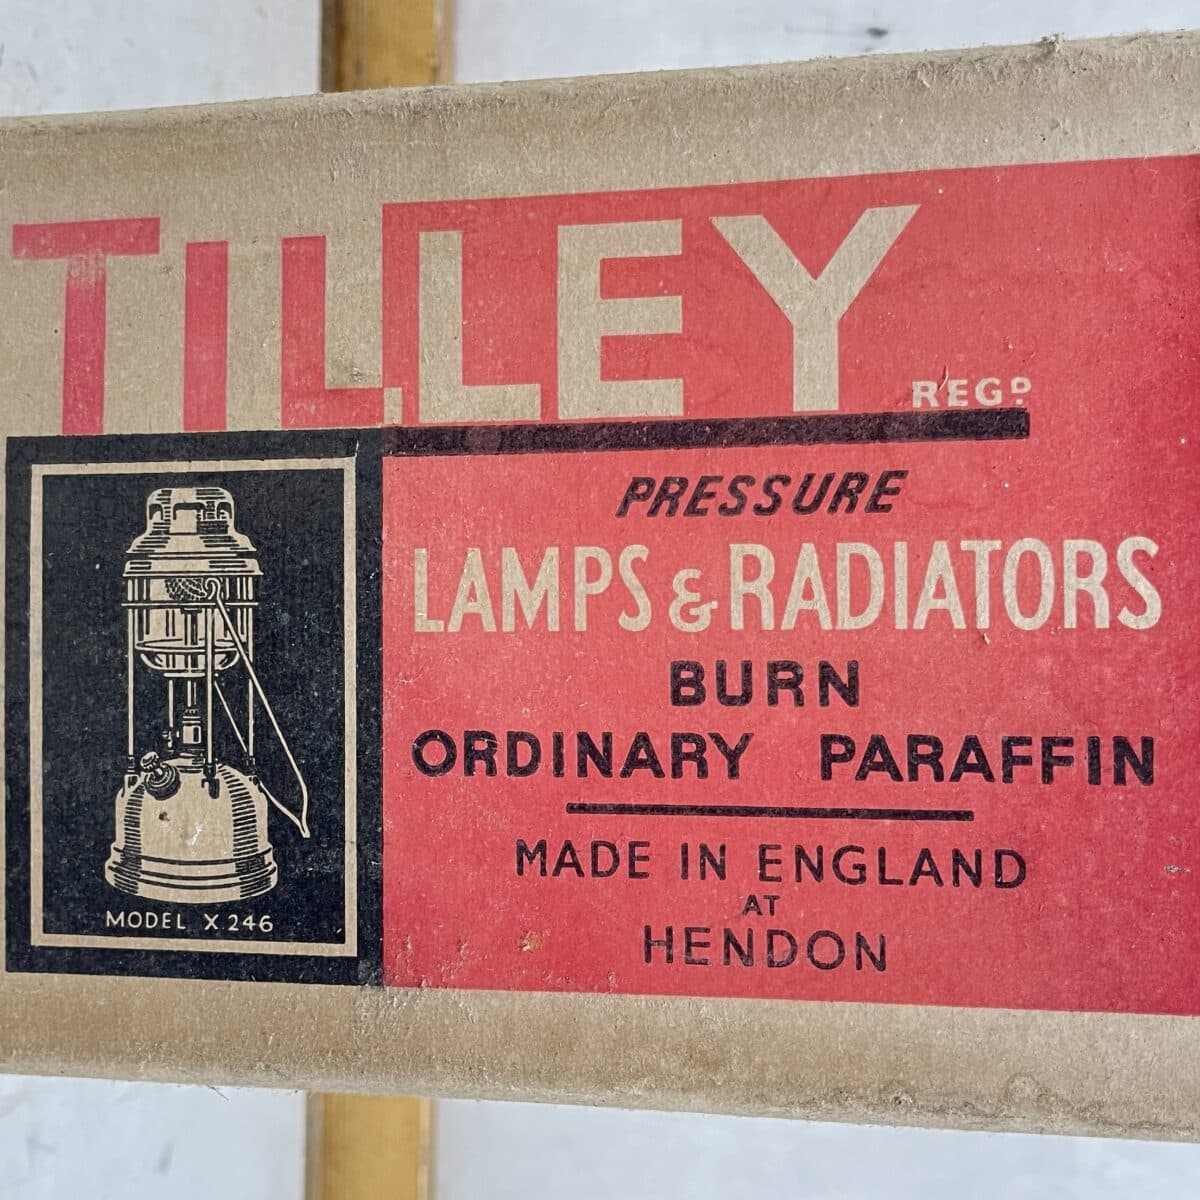 TILLEY REGD.
PRESSURE
LAMPS & RADIATORS
BURN
ORDINARY PARAFFIN
MADE IN ENGLAND
AT
HENDON
MODEL X 246